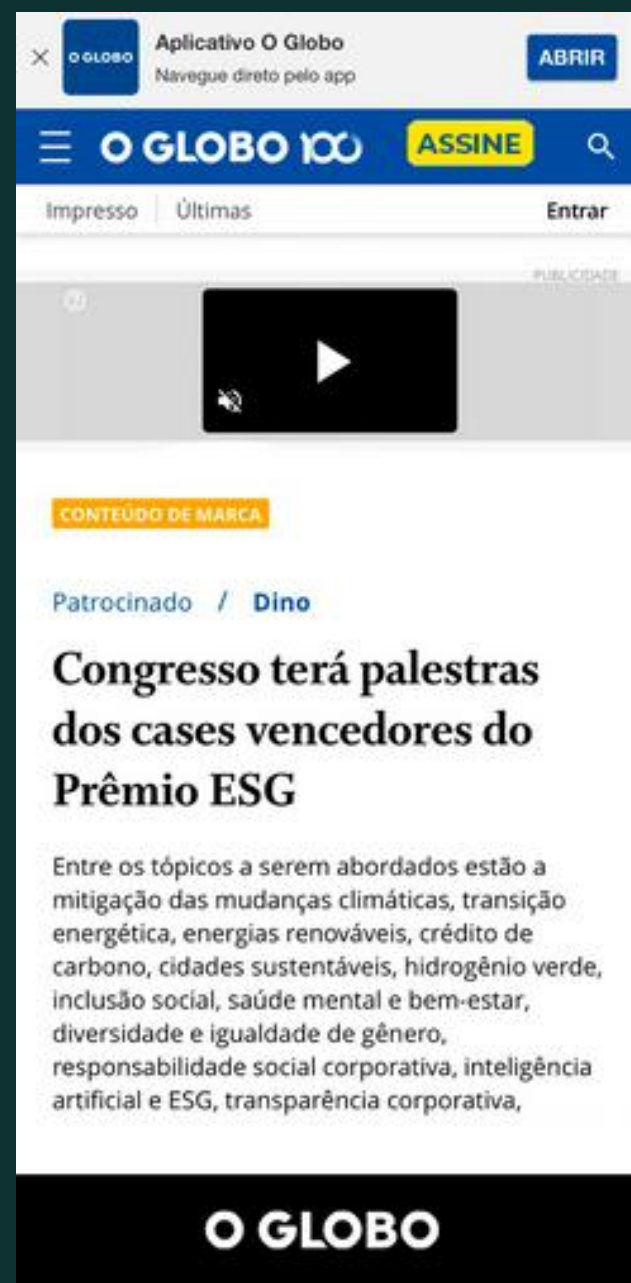 O GLOBO
Aplicativo O Globo
Navegue direto pelo app
ABRIR
O GLOBO 100
ASSINE
Impresso
Últimas
Entrar
PUBLICIDADE
CONTEÚDO DE MARCA
Patrocinado / Dino
Congresso terá palestras
dos cases vencedores do
Prêmio ESG
Entre os tópicos a serem abordados estão a
mitigação das mudanças climáticas, transição
energética, energias renováveis, crédito de
carbono, cidades sustentáveis, hidrogênio verde,
inclusão social, saúde mental e bem-estar,
diversidade e igualdade de gênero,
responsabilidade social corporativa, inteligência
artificial e ESG, transparência corporativa,
O GLOBO